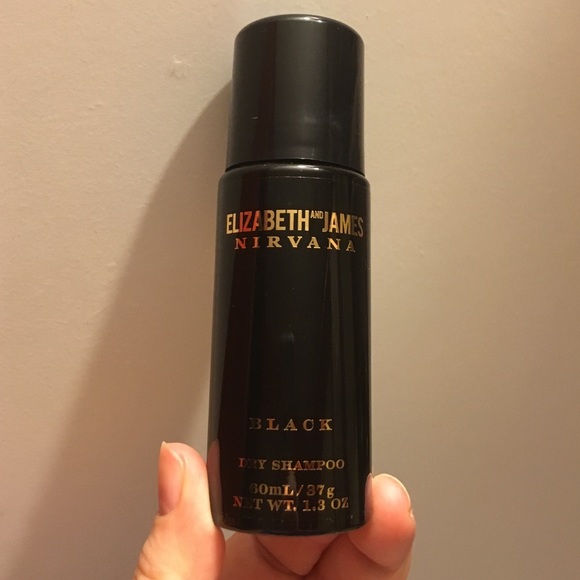 ELIZABETH AND JAMES
NIRVANA
BLACK
DRY SHAMPOO
60mL/37g
NET WT. 1.3 OZ